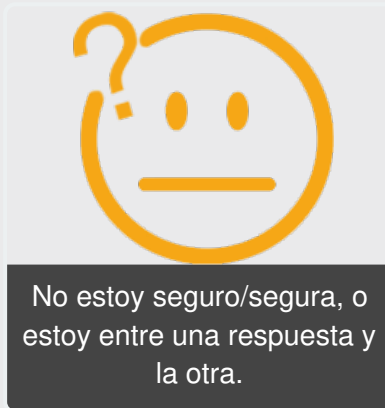 No estoy seguro/segura, o
estoy entre una respuesta y
la otra.